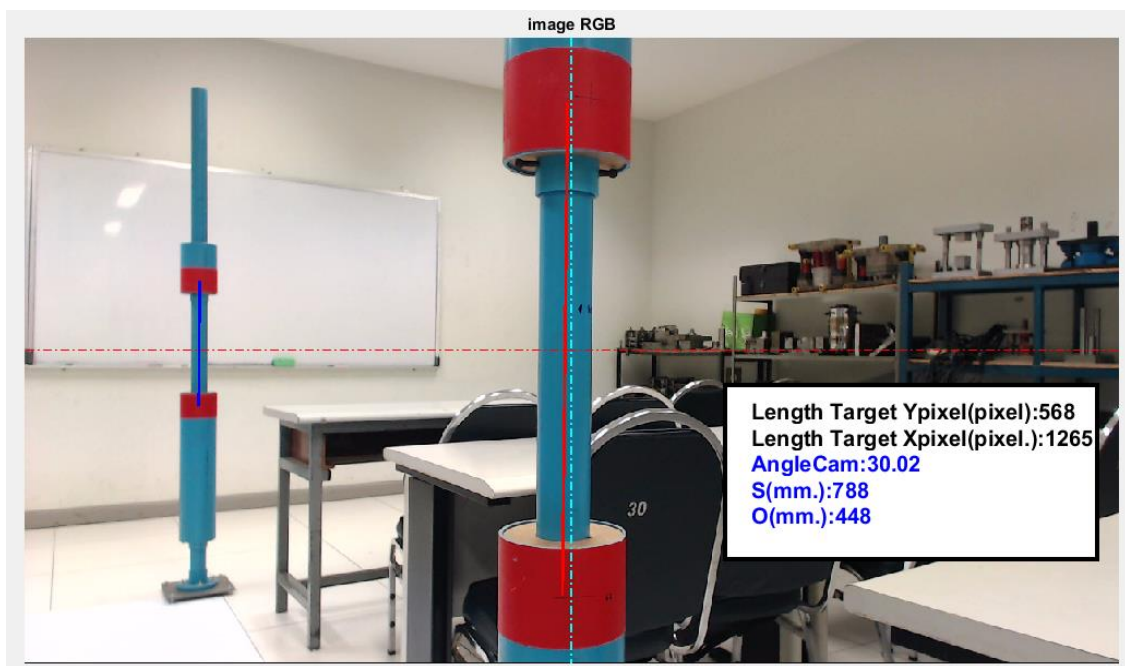 image RGB
Length Target Ypixel(pixel):568
Length Target Xpixel(pixel.):1265
AngleCam:30.02
S(mm.):788
O(mm.):448
30